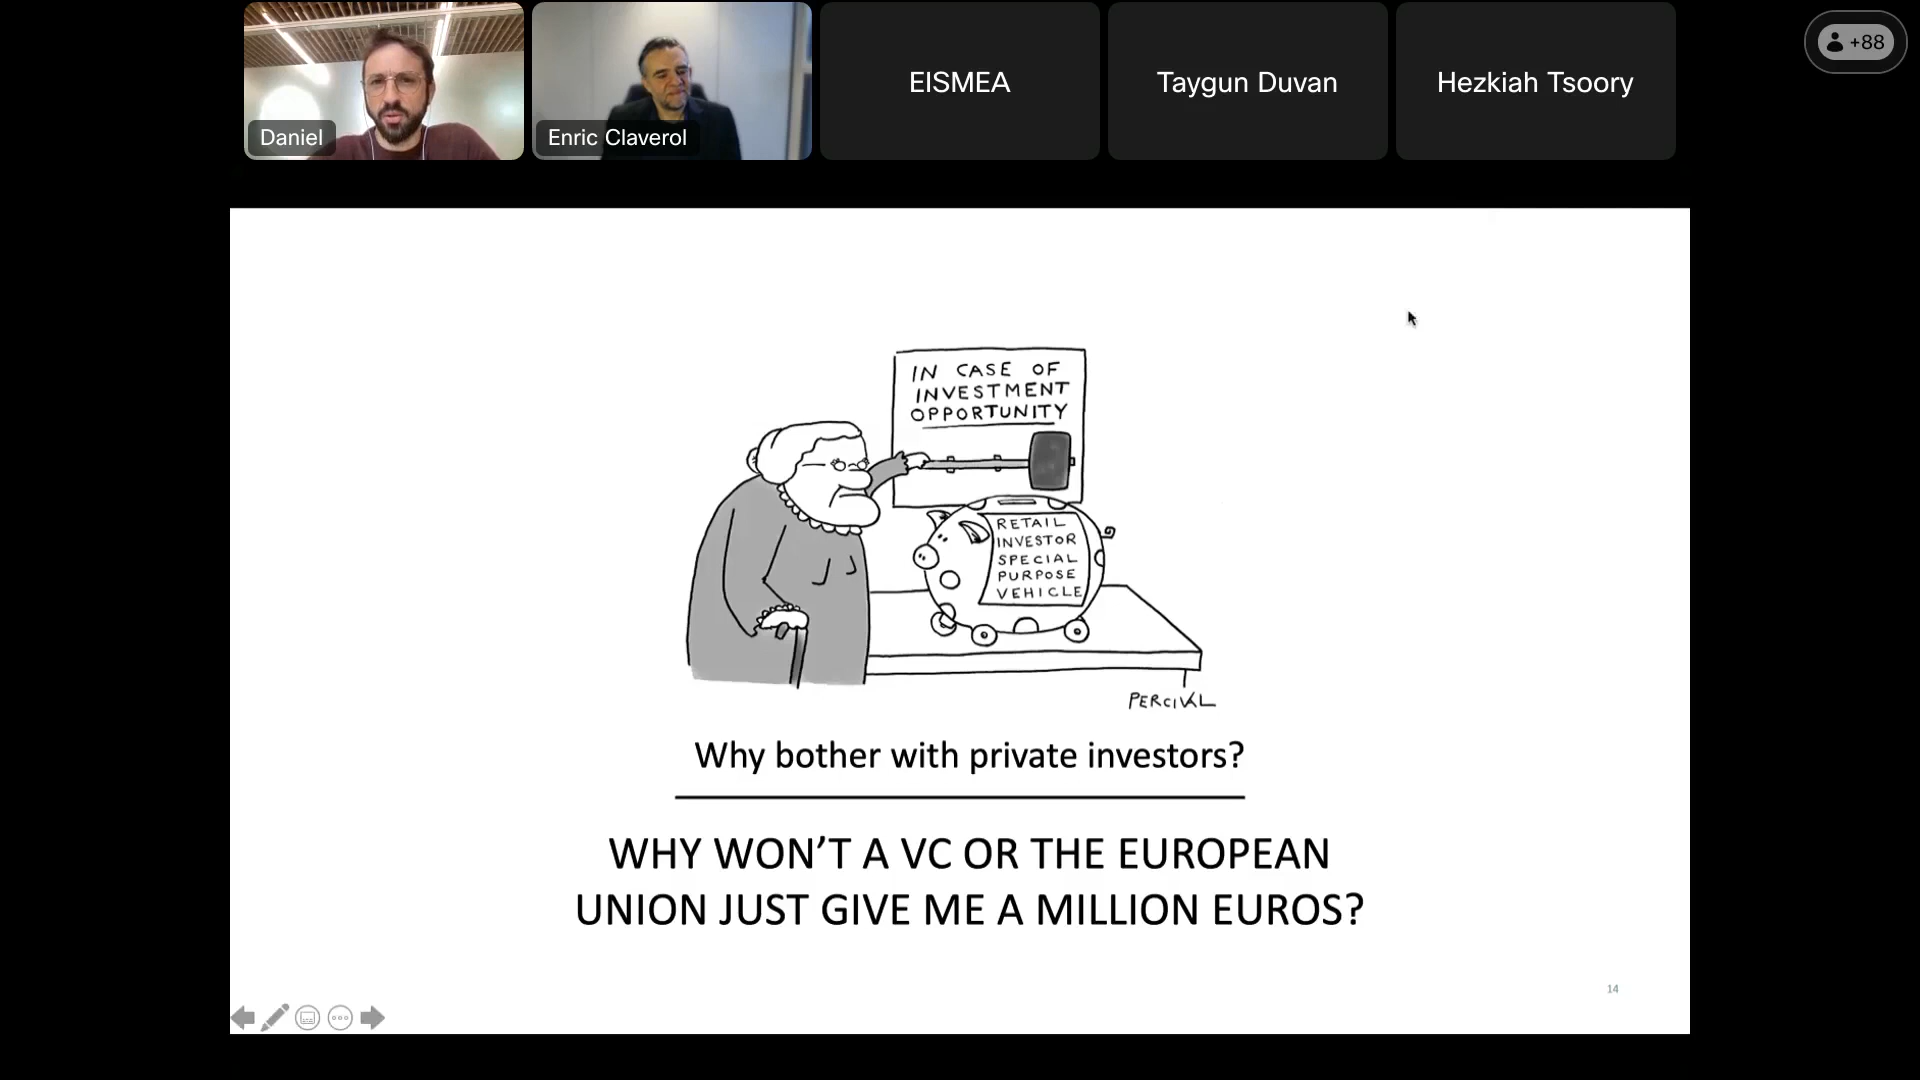 Daniel
Enric Claverol
EISMEA
Taygun Duvan
Hezkiah Tsoory
+88
IN CASE OF
INVESTMENT
OPPORTUNITY
RETAIL
INVESTOR
SPECIAL
PURPOSE
VEHICLE
PERCIVAL
Why bother with private investors?
WHY WON’T A VC OR THE EUROPEAN
UNION JUST GIVE ME A MILLION EUROS?
14